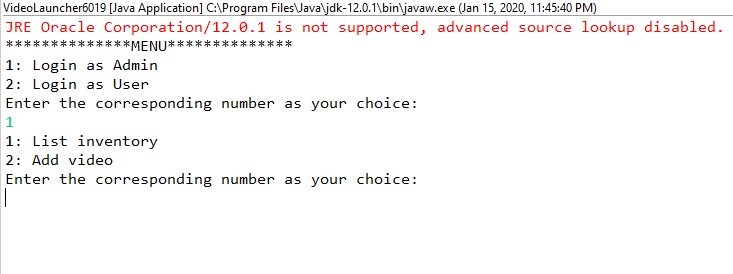 VideoLauncher6019 [Java Application] C:\Program Files\Java\jdk-12.0.1\bin\javaw.exe (Jan 15, 2020, 11:45:40 PM)
JRE Oracle Corporation/12.0.1 is not supported, advanced source lookup disabled.
**************MENU**************
1: Login as Admin
2: Login as User
Enter the corresponding number as your choice:
1
1: List inventory
2: Add video
Enter the corresponding number as your choice: